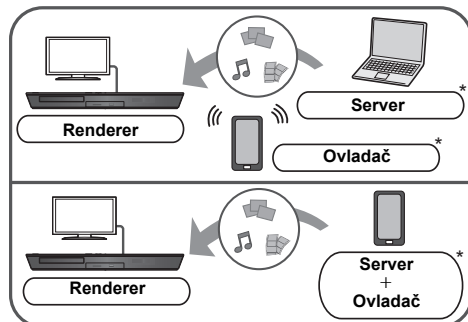 Server*
Renderer
Ovladač*
Renderer
Server*
+
Ovladač